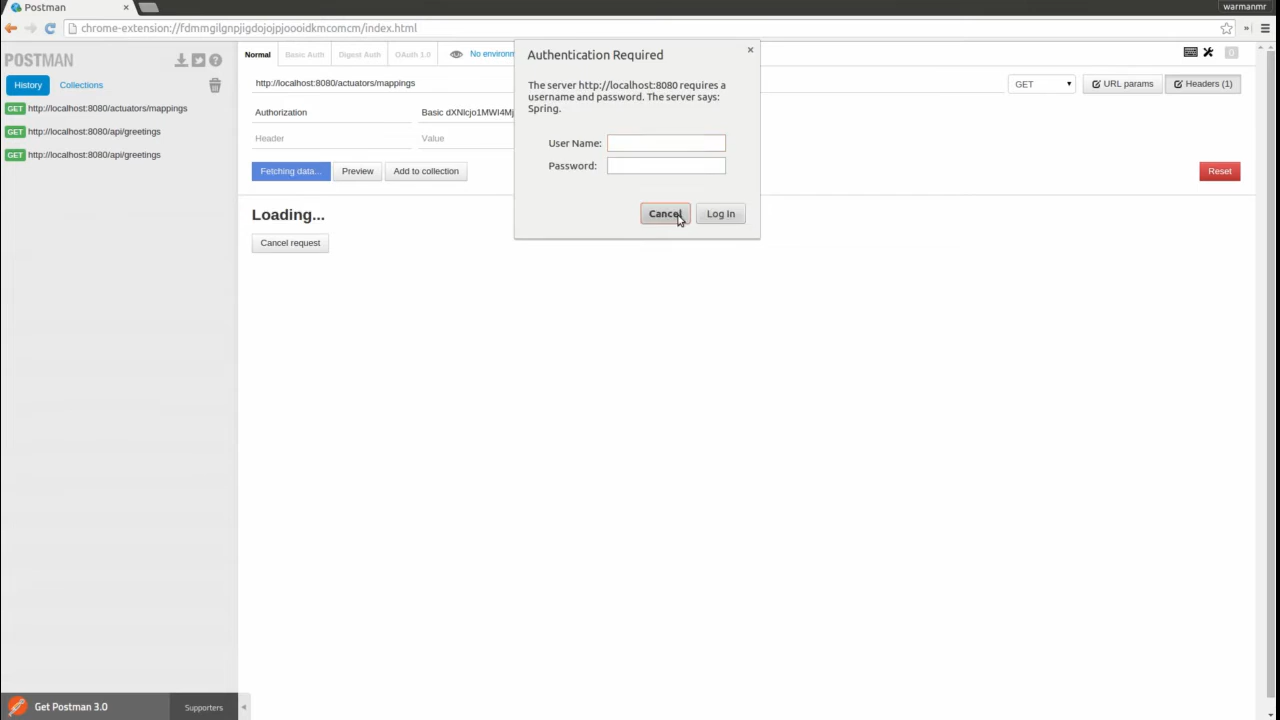 Postman
warmanmr
chrome-extension://fdmmgilgnpjigdojojpjoooidkmcomcm/index.html
POSTMAN
History
Collections
GET http://localhost:8080/actuators/mappings
GET http://localhost:8080/api/greetings
GET http://localhost:8080/api/greetings
Normal
Basic Auth
Digest Auth
OAuth 1.0
No environm
0
http://localhost:8080/actuators/mappings
GET
URL params
Headers (1)
Authorization
Header
Value
Fetching data...
Preview
Add to collection
Reset
Loading...
Cancel request
Authentication Required
The server http://localhost:8080 requires a
username and password. The server says:
Spring.
User Name:
Password:
Cancel
Log In
Get Postman 3.0
Supporters